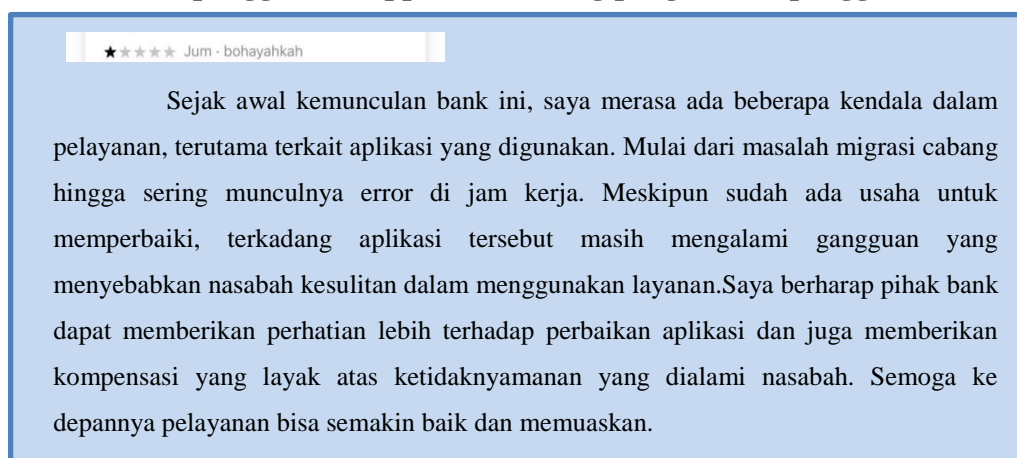 ★★★★★ Jum · bohayahkah
Sejak awal kemunculan bank ini, saya merasa ada beberapa kendala dalam
pelayanan, terutama terkait aplikasi yang digunakan. Mulai dari masalah migrasi cabang
hingga sering munculnya error di jam kerja. Meskipun sudah ada usaha untuk
memperbaiki, terkadang aplikasi tersebut masih mengalami gangguan yang
menyebabkan nasabah kesulitan dalam menggunakan layanan.Saya berharap pihak bank
dapat memberikan perhatian lebih terhadap perbaikan aplikasi dan juga memberikan
kompensasi yang layak atas ketidaknyamanan yang dialami nasabah. Semoga ke
depannya pelayanan bisa semakin baik dan memuaskan.